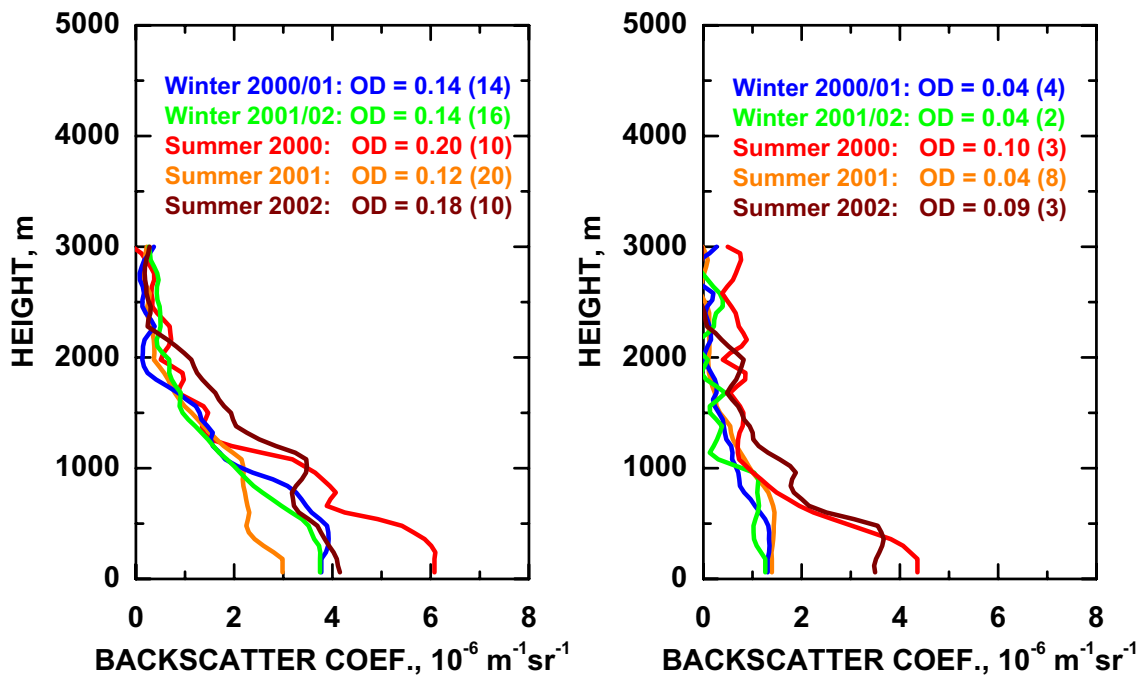 5000
Winter 2000/01: OD = 0.14 (14)
Winter 2001/02: OD = 0.14 (16)
Summer 2000: OD = 0.20 (10)
Summer 2001: OD = 0.12 (20)
Summer 2002: OD = 0.18 (10)
4000
3000
2000
1000
0
HEIGHT, m
0 2 4 6 8
BACKSCATTER COEF., 10⁻⁶ m⁻¹sr⁻¹
5000
Winter 2000/01: OD = 0.04 (4)
Winter 2001/02: OD = 0.04 (2)
Summer 2000: OD = 0.10 (3)
Summer 2001: OD = 0.04 (8)
Summer 2002: OD = 0.09 (3)
4000
3000
2000
1000
0
HEIGHT, m
0 2 4 6 8
BACKSCATTER COEF., 10⁻⁶ m⁻¹sr⁻¹